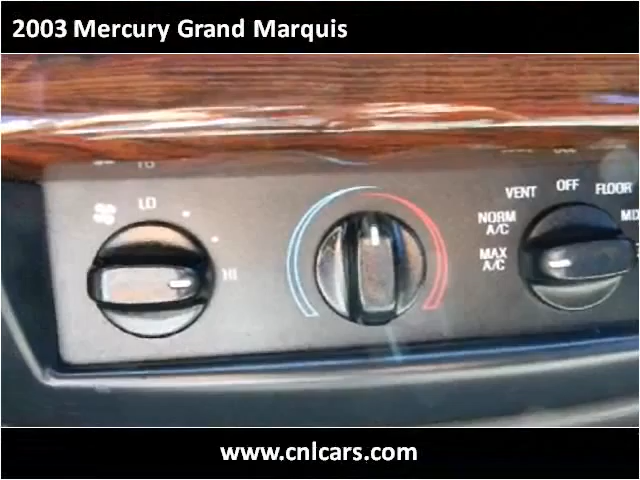 2003 Mercury Grand Marquis
LO
HI
VENT
OFF
FLOOR
NORM A/C
MAX A/C
www.cnlcars.com